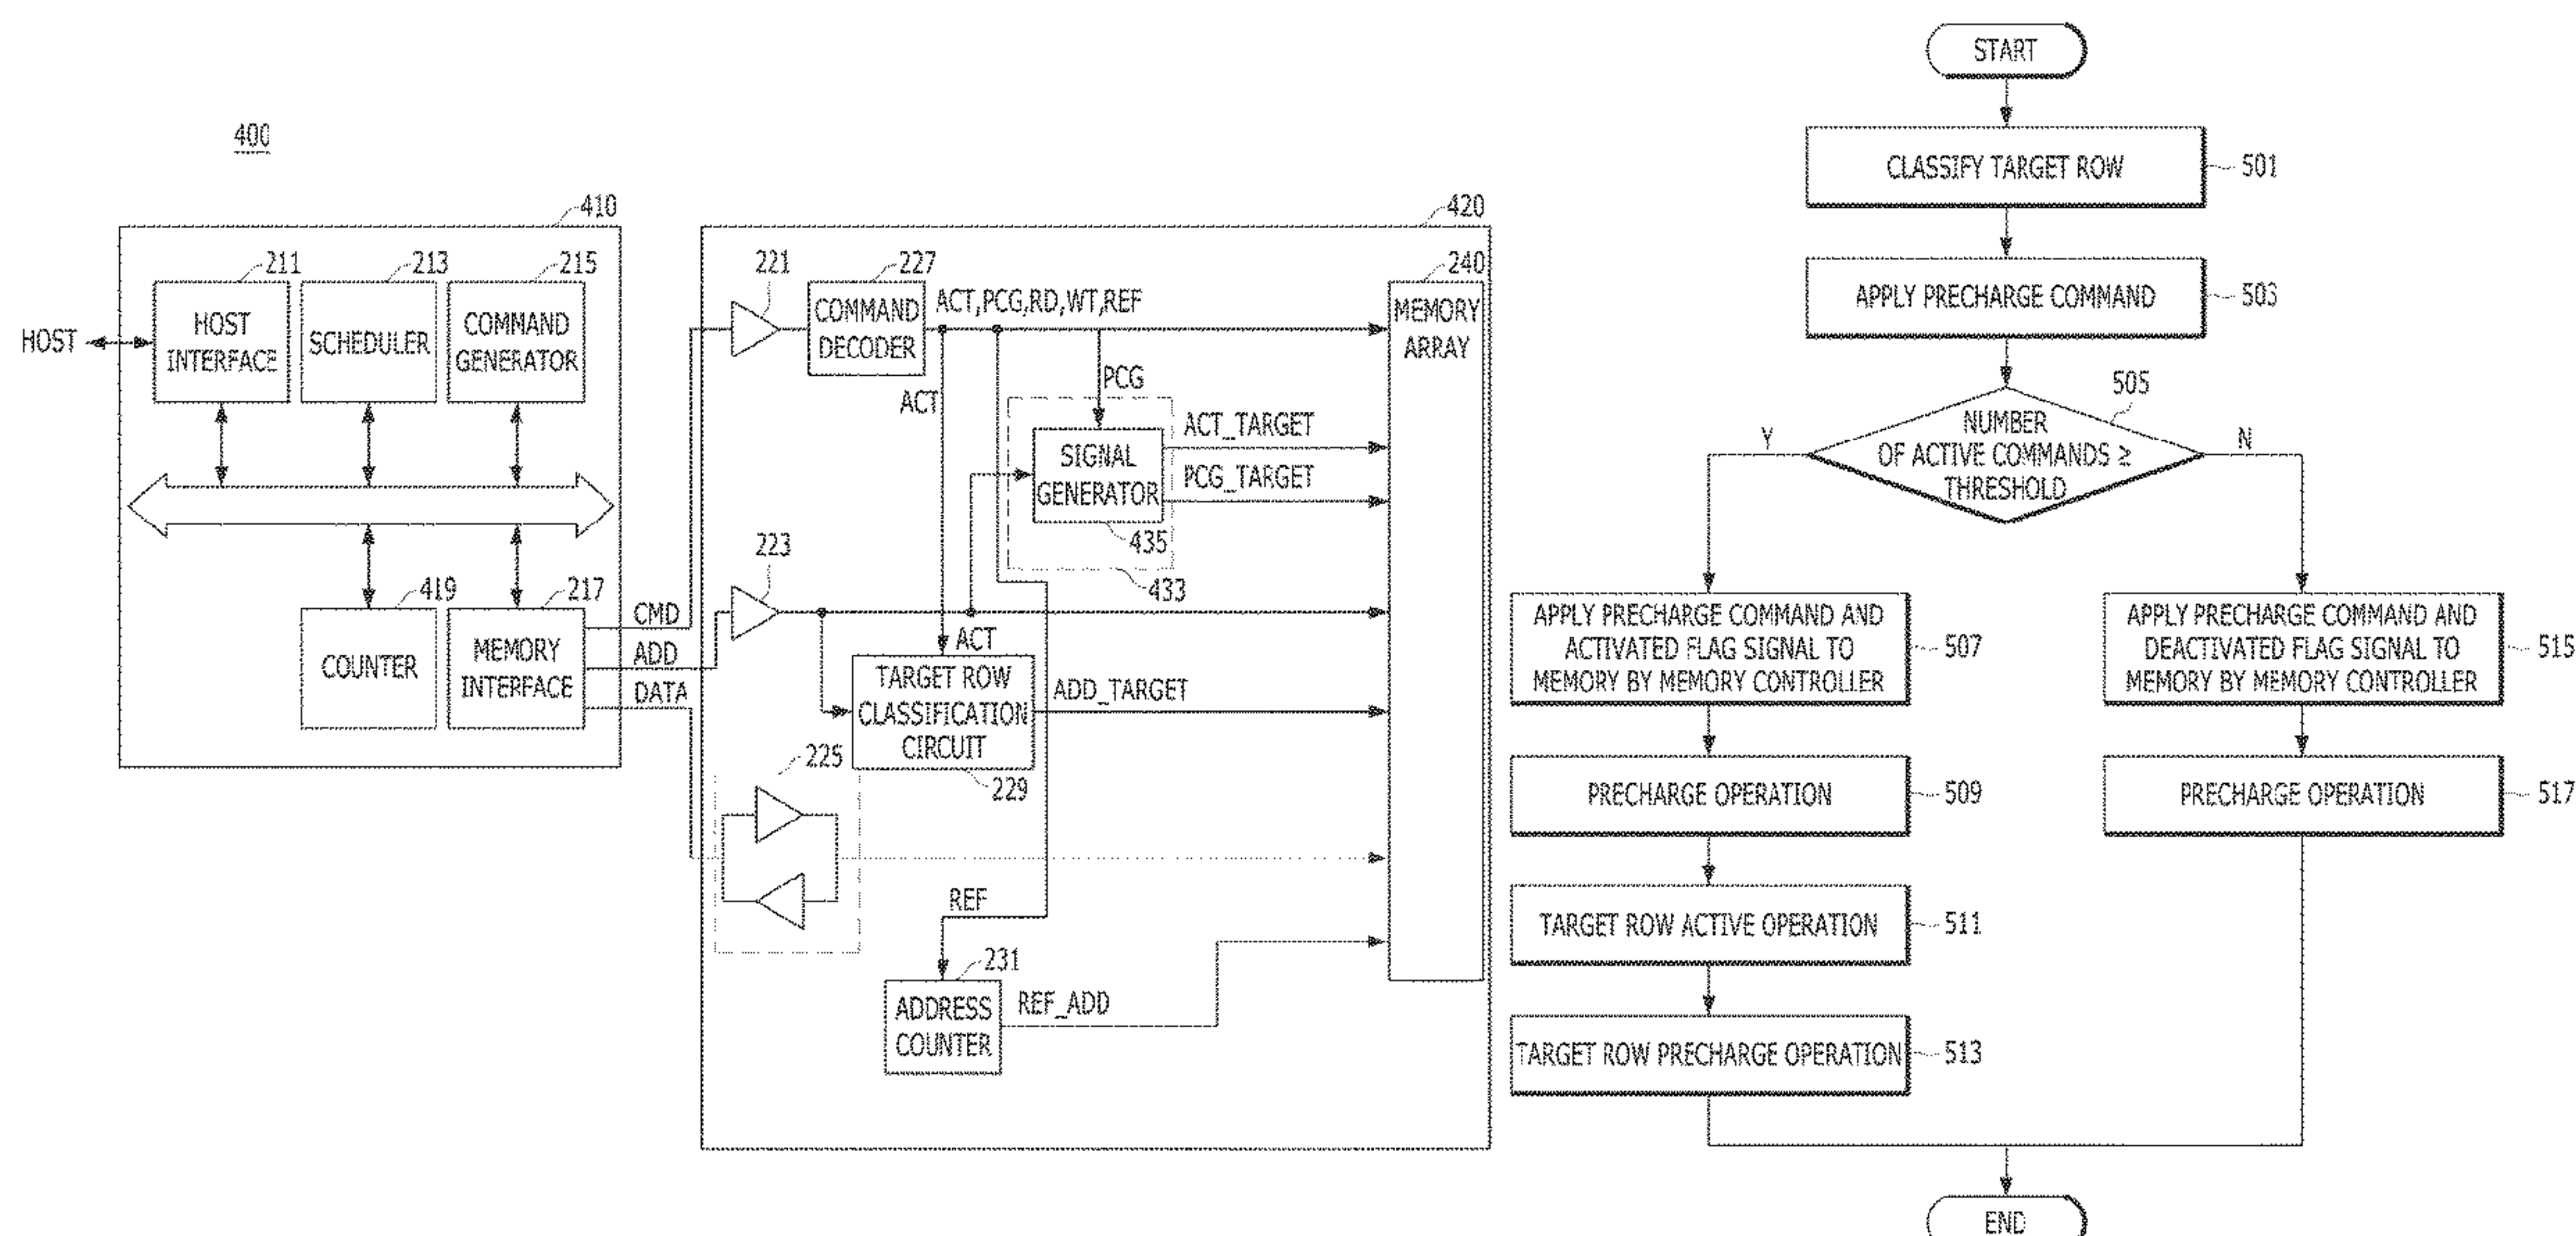 400
410
211
213
215
HOST
HOST
INTERFACE
SCHEDULER
COMMAND
GENERATOR
419
217
COUNTER
MEMORY
INTERFACE
CMD
ADD
DATA
420
221
227
240
COMMAND
DECODER
ACT,PCG,RD,WT,REF
MEMORY
ARRAY
ACT
PCG
SIGNAL
GENERATOR
ACT_TARGET
PCG_TARGET
435
433
223
ACT
TARGET ROW
CLASSIFICATION
CIRCUIT
ADD_TARGET
229
225
REF
231
ADDRESS
COUNTER
REF_ADD
START
CLASSIFY TARGET ROW
501
APPLY PRECHARGE COMMAND
503
505
NUMBER
OF ACTIVE COMMANDS ≥
THRESHOLD
Y
N
APPLY PRECHARGE COMMAND AND
ACTIVATED FLAG SIGNAL TO
MEMORY BY MEMORY CONTROLLER
507
APPLY PRECHARGE COMMAND AND
DEACTIVATED FLAG SIGNAL TO
MEMORY BY MEMORY CONTROLLER
515
PRECHARGE OPERATION
509
PRECHARGE OPERATION
517
TARGET ROW ACTIVE OPERATION
511
TARGET ROW PRECHARGE OPERATION
513
END